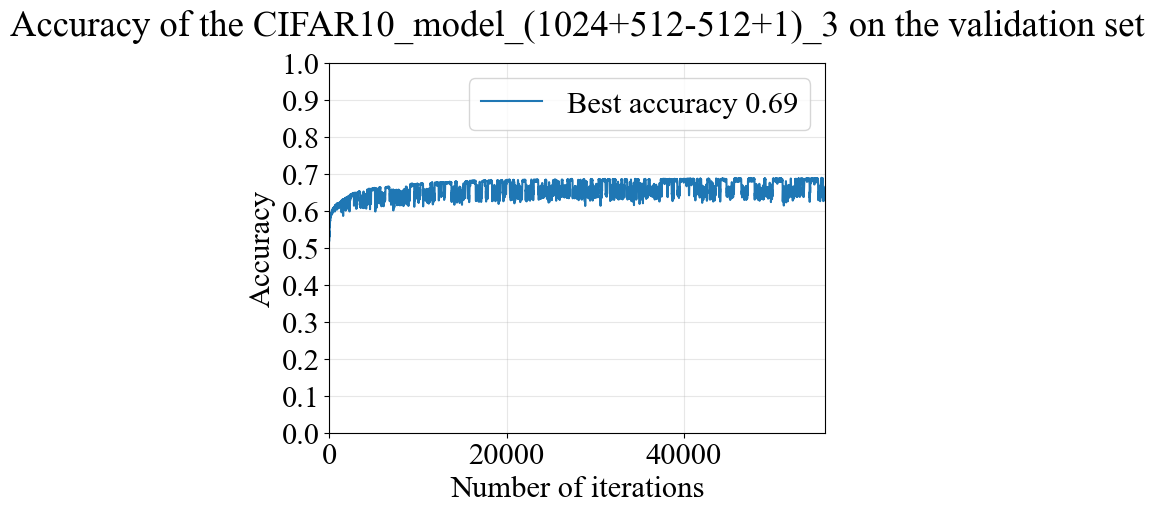 Accuracy of the CIFAR10_model_(1024+512-512+1)_3 on the validation set
Best accuracy 0.69
Accuracy
1.0
0.9
0.8
0.7
0.6
0.5
0.4
0.3
0.2
0.1
0.0
0 20000 40000
Number of iterations